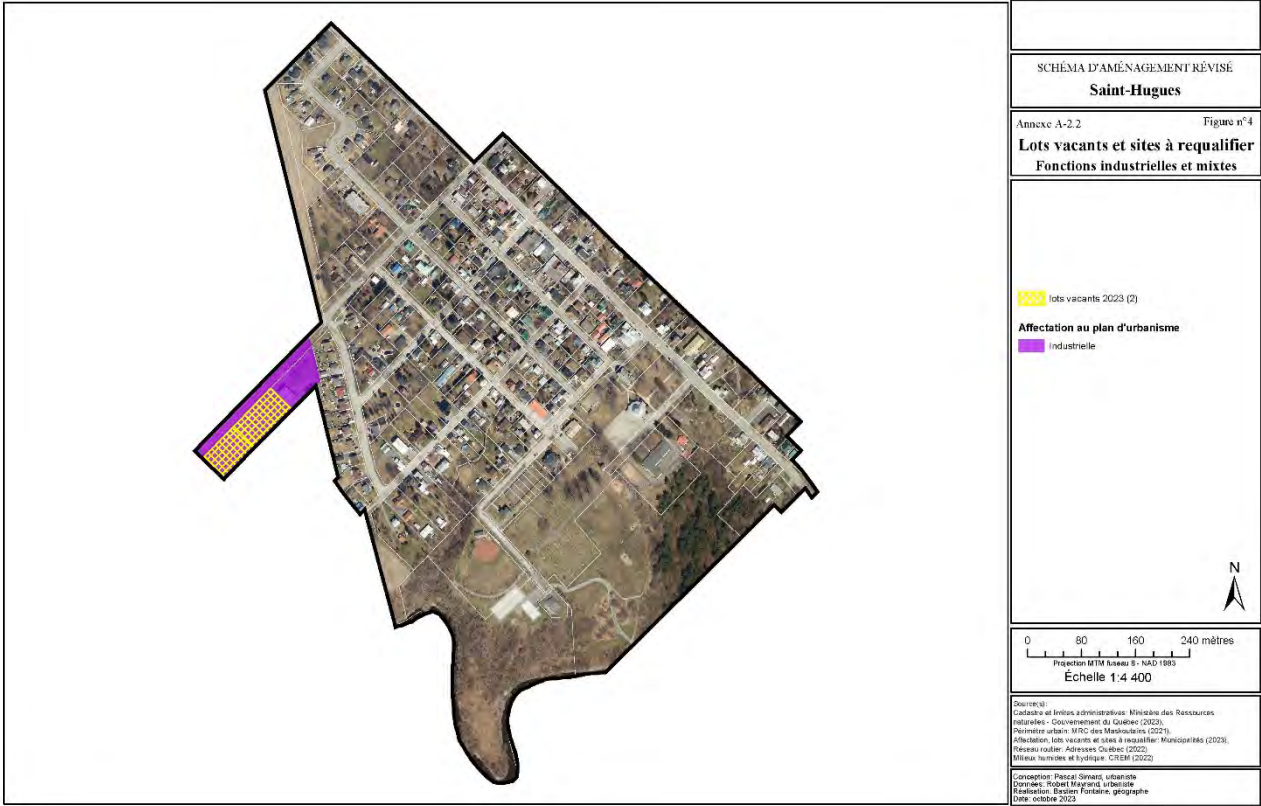 SCHÉMA D'AMÉNAGEMENT RÉVISÉ
Saint-Hugues
Annexe A-2.2 Figure n°4
Lots vacants et sites à requalifier
Fonctions industrielles et mixtes
lots vacants 2023 (2)
Affectation au plan d'urbanisme
Industrielle
N
0 80 160 240 mètres
Projection MTM fuseau 8 - NAD 1983
Échelle 1:4 400
Source(s):
Cadastre et limites administratives: Ministère des Ressources
naturelles - Gouvernement du Québec (2023),
Périmètre urbain: MRC des Maskoutains (2021),
Affectation, lots vacants et sites à requalifier: Municipalités (2023),
Réseau routier: Adresses Québec (2022)
Milieux humides et hydrique: CREM (2022)
Conception: Pascal Simard, urbaniste
Données: Robert Mayrand, urbaniste
Réalisation: Bastien Fontaine, géographe
Date: octobre 2023